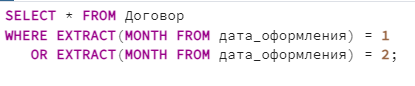 SELECT * FROM Договор
WHERE EXTRACT(MONTH FROM дата_оформления) = 1
OR EXTRACT(MONTH FROM дата_оформления) = 2;